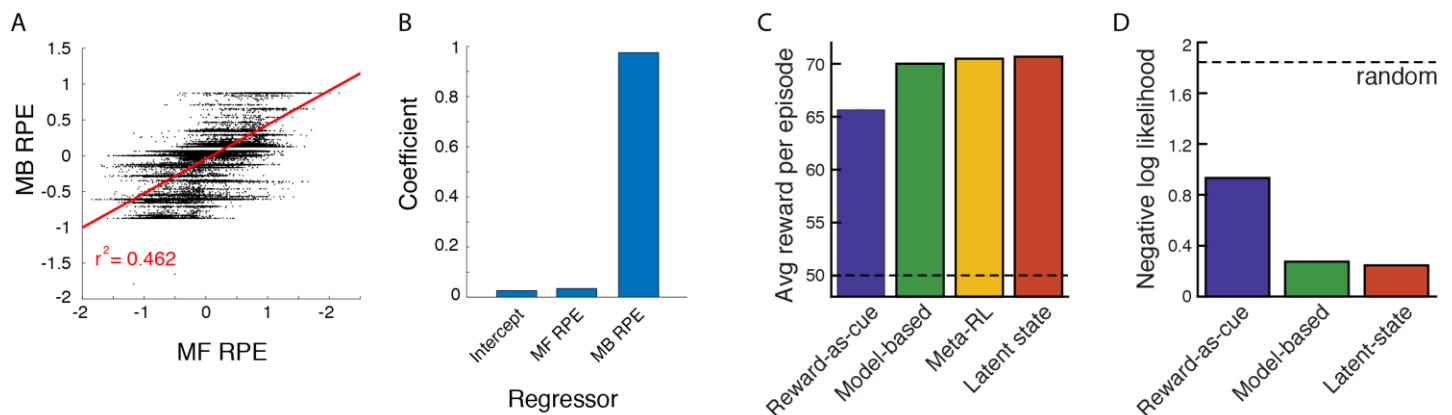 A
MB RPE
1.5
1
0.5
0
-0.5
-1
-1.5
-2
r² = 0.462
-2
-1
0
1
-2
MF RPE
B
Coefficient
1
0.8
0.6
0.4
0.2
0
Intercept
MF RPE
MB RPE
Regressor
C
Avg reward per episode
70
65
60
55
50
Reward-as-cue
Model-based
Meta-RL
Latent state
D
Negative log likelihood
2
1.6
1.2
0.8
0.4
0
random
Reward-as-cue
Model-based
Latent-state